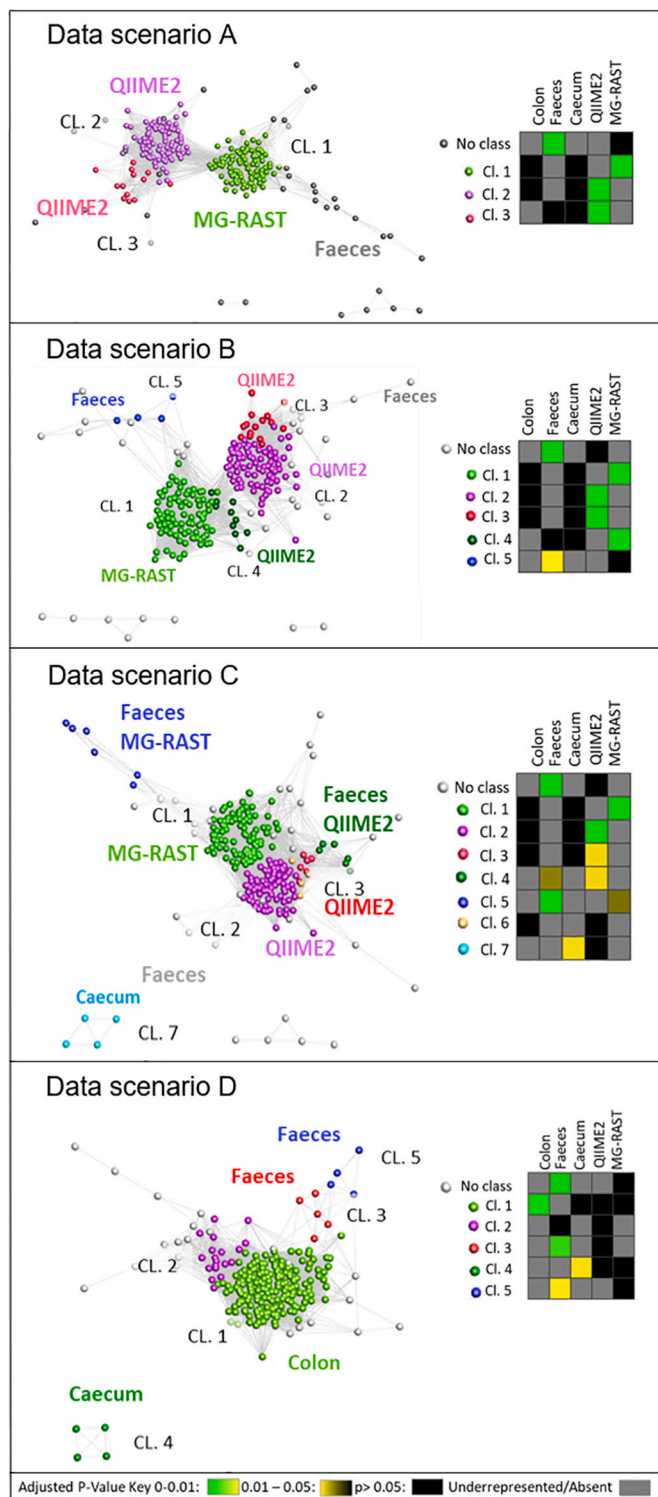 Data scenario A
QIIME2
CL. 2
CL. 1
QIIME2
MG-RAST
CL. 3
Faeces
Colon
Faeces
Caecum
QIIME2
MG-RAST
No class
Cl. 1
Cl. 2
Cl. 3
Data scenario B
CL. 5
QIIME2
Faeces
CL. 3
Faeces
QIIME2
CL. 1
CL. 2
QIIME2
CL. 4
MG-RAST
Colon
Faeces
Caecum
QIIME2
MG-RAST
No class
Cl. 1
Cl. 2
Cl. 3
Cl. 4
Cl. 5
Data scenario C
Faeces
MG-RAST
CL. 1
Faeces
QIIME2
MG-RAST
CL. 3
QIIME2
CL. 2
QIIME2
Faeces
Caecum
CL. 7
Colon
Faeces
Caecum
QIIME2
MG-RAST
No class
Cl. 1
Cl. 2
Cl. 3
Cl. 4
Cl. 5
Cl. 6
Cl. 7
Data scenario D
Faeces
CL. 5
Faeces
CL. 3
CL. 2
CL. 1
Colon
Caecum
CL. 4
Colon
Faeces
Caecum
QIIME2
MG-RAST
No class
Cl. 1
Cl. 2
Cl. 3
Cl. 4
Cl. 5
Adjusted P-Value Key 0-0.01: 0.01 – 0.05: p> 0.05: Underrepresented/Absent